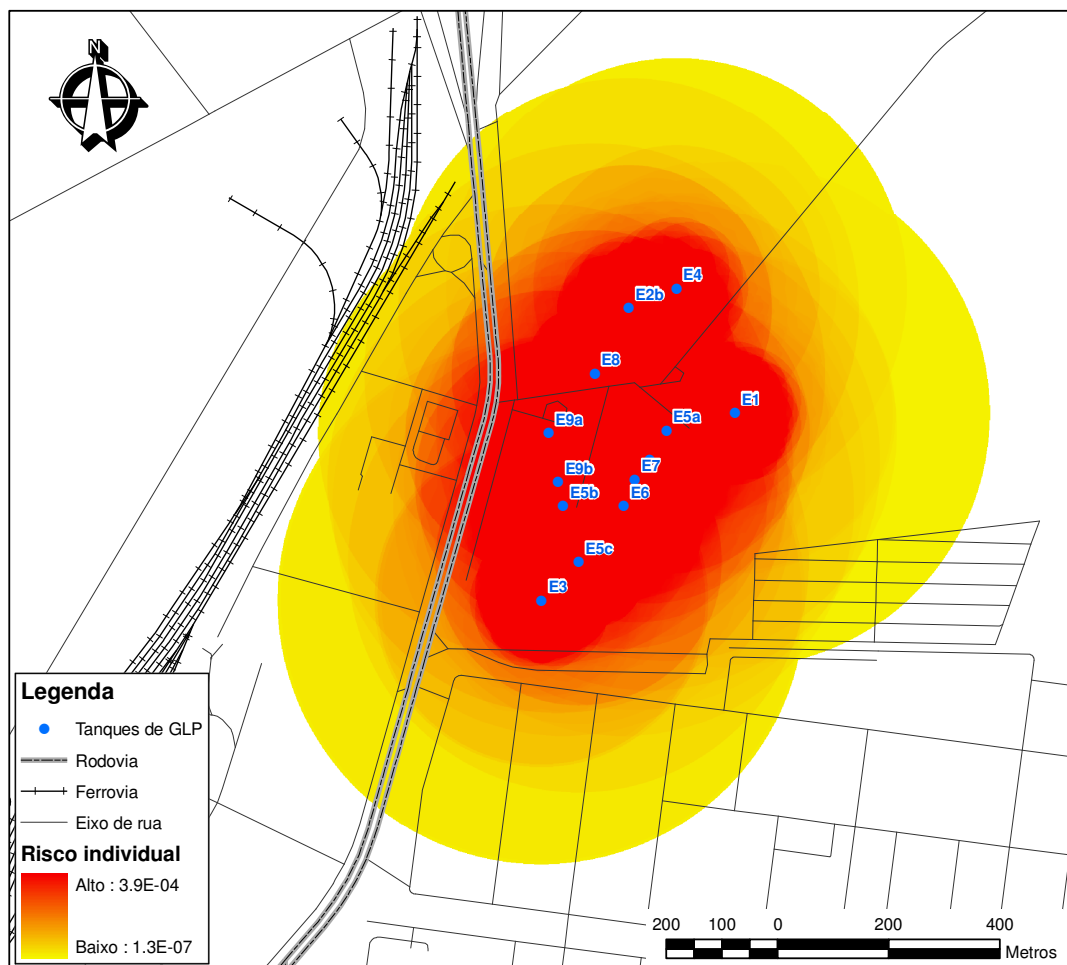 N
E4
E2b
E8
E1
E5a
E9a
E7
E9b
E5b
E6
E5c
E3
Legenda
Tanques de GLP
Rodovia
Ferrovia
Eixo de rua
Risco individual
Alto : 3.9E-04
Baixo : 1.3E-07
200 100 0 200 400
Metros